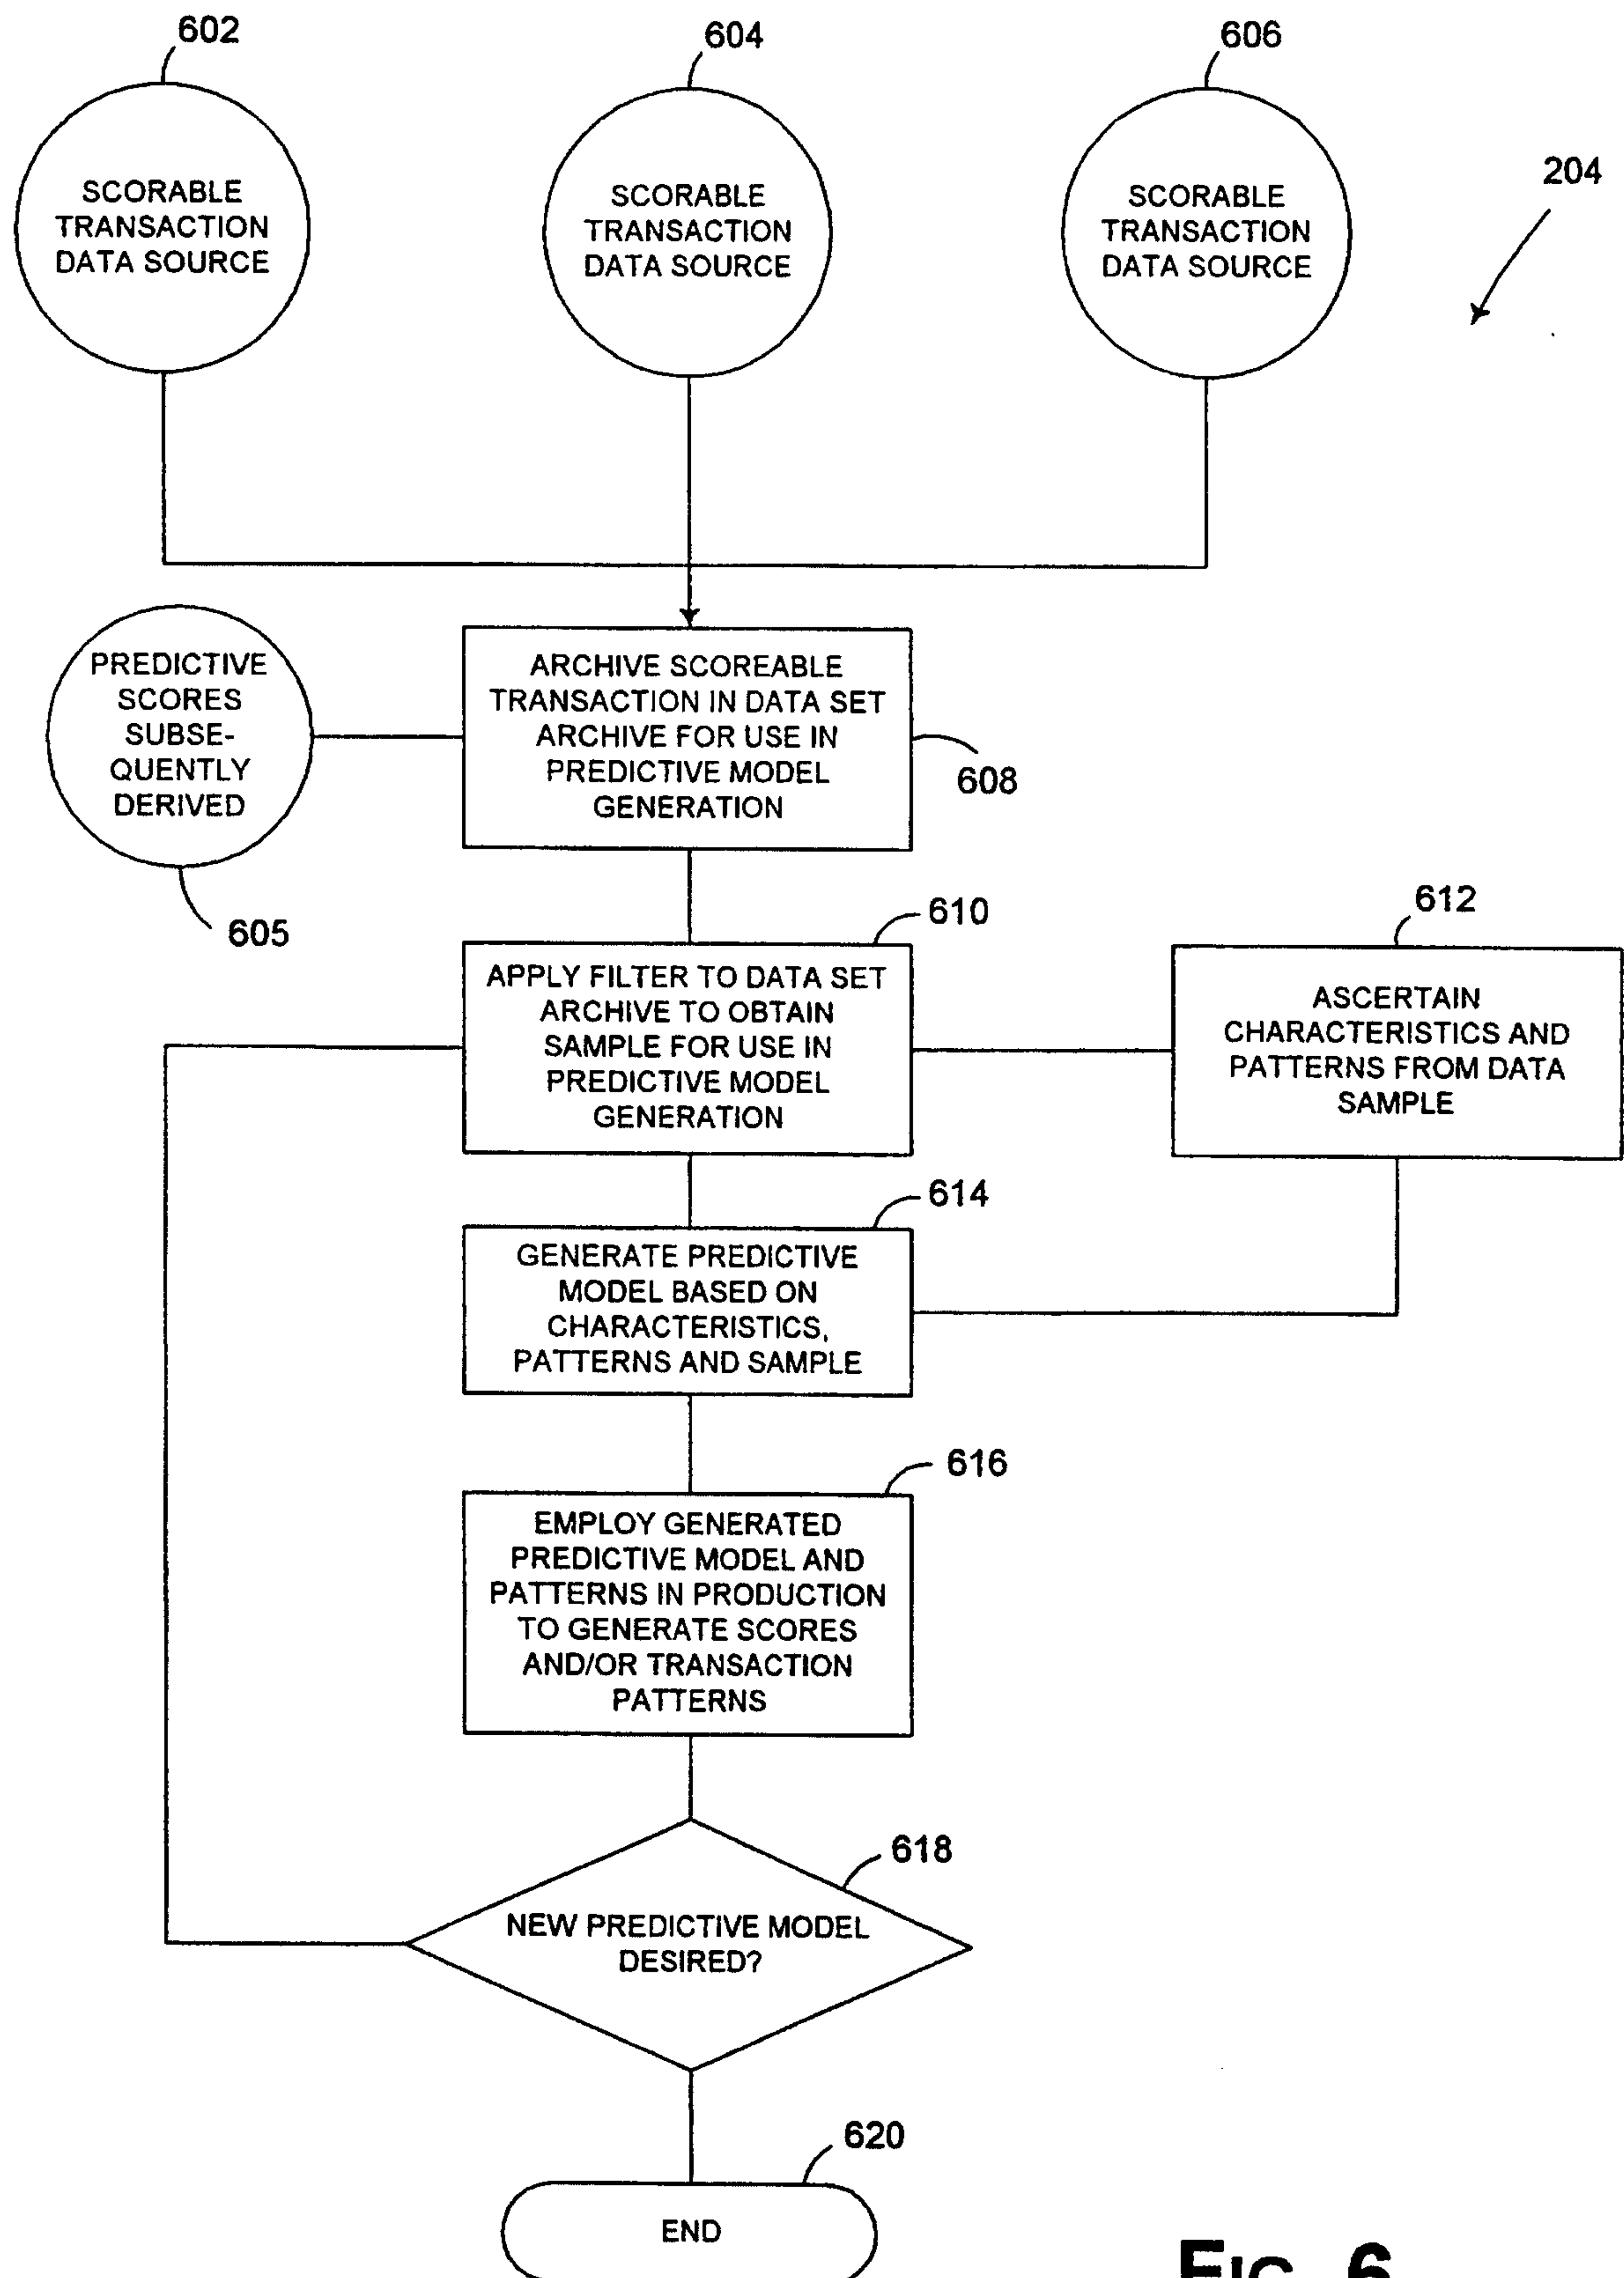 602
604
606
204
SCORABLE
TRANSACTION
DATA SOURCE
SCORABLE
TRANSACTION
DATA SOURCE
SCORABLE
TRANSACTION
DATA SOURCE
PREDICTIVE
SCORES
SUBSE-
QUENTLY
DERIVED
605
ARCHIVE SCOREABLE
TRANSACTION IN DATA SET
ARCHIVE FOR USE IN
PREDICTIVE MODEL
GENERATION
608
610
APPLY FILTER TO DATA SET
ARCHIVE TO OBTAIN
SAMPLE FOR USE IN
PREDICTIVE MODEL
GENERATION
612
ASCERTAIN
CHARACTERISTICS AND
PATTERNS FROM DATA
SAMPLE
614
GENERATE PREDICTIVE
MODEL BASED ON
CHARACTERISTICS,
PATTERNS AND SAMPLE
616
EMPLOY GENERATED
PREDICTIVE MODEL AND
PATTERNS IN PRODUCTION
TO GENERATE SCORES
AND/OR TRANSACTION
PATTERNS
618
NEW PREDICTIVE MODEL
DESIRED?
620
END
FIG. 6